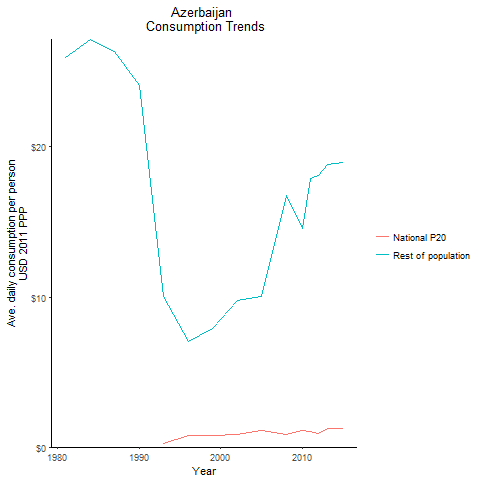 Azerbaijan
Consumption Trends
Ave. daily consumption per person
USD 2011 PPP
$20
$10
$0
1980
1990
2000
2010
Year
National P20
Rest of population